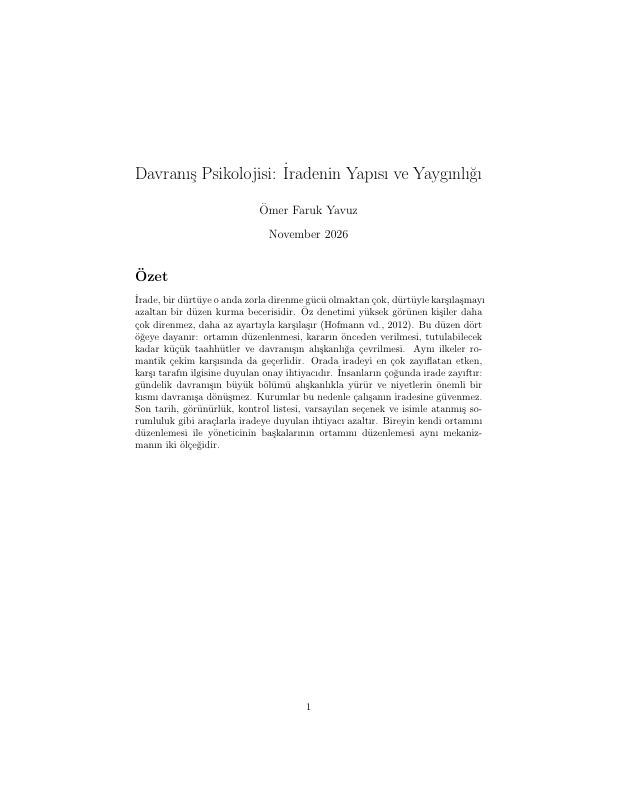 Davranış Psikolojisi: İradenin Yapısı ve Yaygınlığı
Ömer Faruk Yavuz
November 2026
Özet
İrade, bir dürtüye o anda zorla direnme gücü olmaktan çok, dürtüyle karşılaşmayı
azaltan bir düzen kurma becerisidir. Öz denetimi yüksek görünen kişiler daha
çok direnmez, daha az ayartıyla karşılaşır (Hofmann vd., 2012). Bu düzen dört
öğeye dayanır: ortamın düzenlenmesi, kararın önceden verilmesi, tutulabilecek
kadar küçük taahhütler ve davranışın alışkanlığa çevrilmesi. Aynı ilkeler ro-
mantik çekim karşısında da geçerlidir. Orada iradeyi en çok zayıflatan etken,
karşı tarafın ilgisine duyulan onay ihtiyacıdır. İnsanların çoğunda irade zayıftır:
gündelik davranışın büyük bölümü alışkanlıkla yürür ve niyetlerin önemli bir
kısmı davranışa dönüşmez. Kurumlar bu nedenle çalışanın iradesine güvenmez.
Son tarih, görünürlük, kontrol listesi, varsayılan seçenek ve isimle atanmış so-
rumluluk gibi araçlarla iradeye duyulan ihtiyacı azaltır. Bireyin kendi ortamını
düzenlemesi ile yöneticinin başkalarının ortamını düzenlemesi aynı mekaniz-
manın iki ölçeğidir.
1